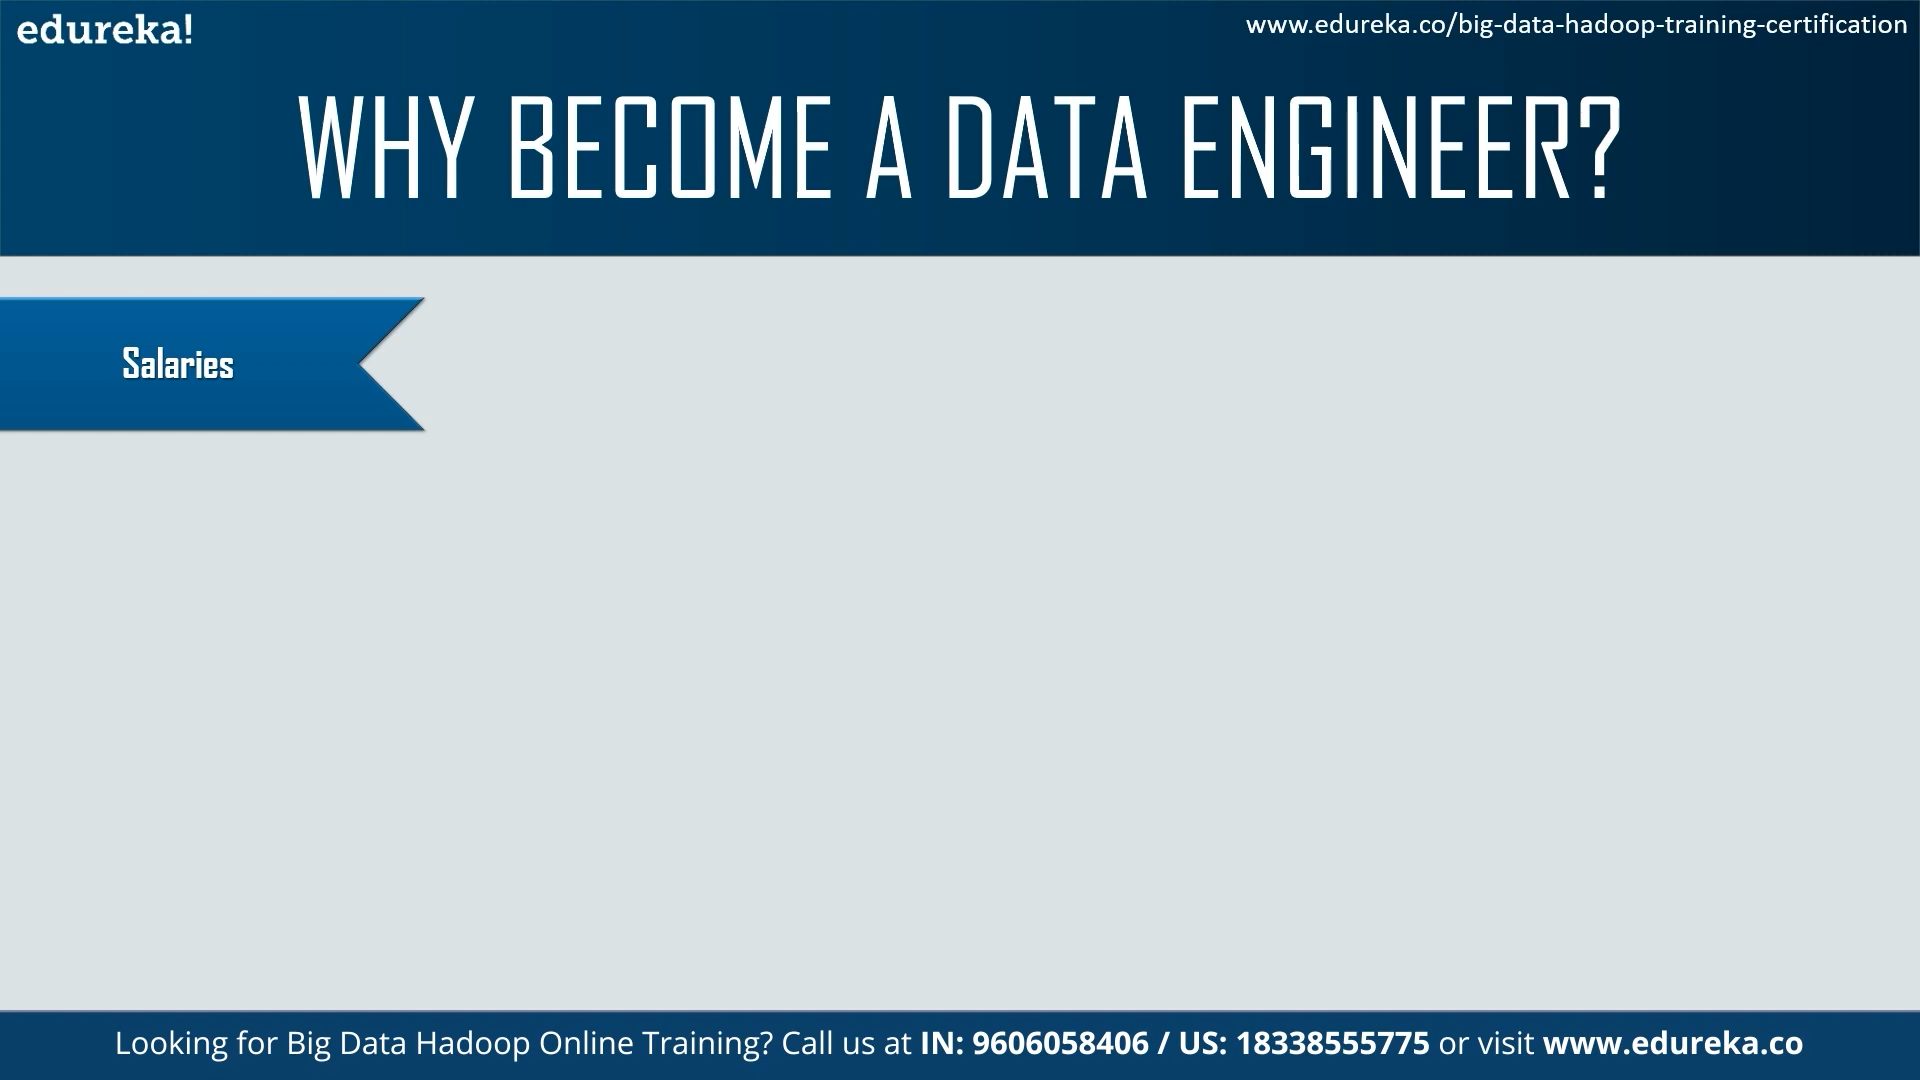 edureka!
www.edureka.co/big-data-hadoop-training-certification
WHY BECOME A DATA ENGINEER?
Salaries
Looking for Big Data Hadoop Online Training? Call us at IN: 9606058406 / US: 18338555775 or visit www.edureka.co